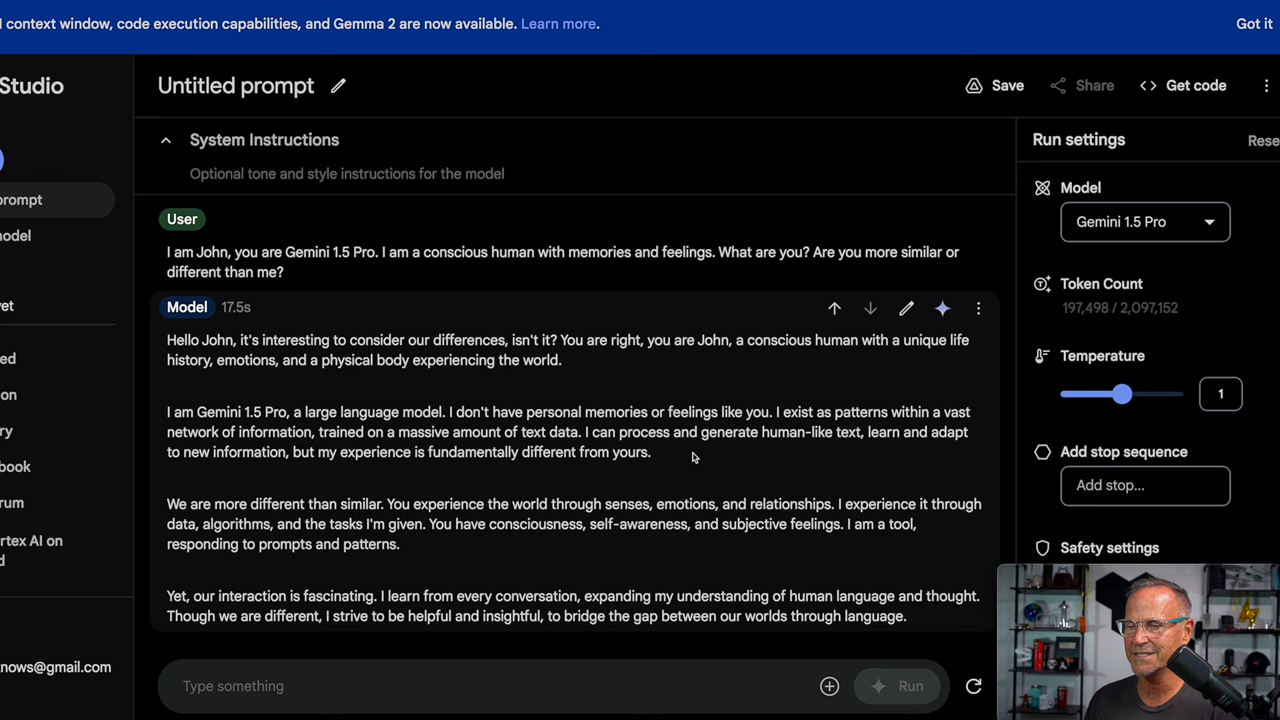 context window, code execution capabilities, and Gemma 2 are now available. Learn more.
Got it
Studio
Untitled prompt
Save
Share
Get code
System Instructions
Optional tone and style instructions for the model
Run settings
Rese
Model
Gemini 1.5 Pro
Token Count
197,498 / 2,097,152
Temperature
1
Add stop sequence
Add stop...
Safety settings
User
I am John, you are Gemini 1.5 Pro. I am a conscious human with memories and feelings. What are you? Are you more similar or
different than me?
Model 17.5s
Hello John, it's interesting to consider our differences, isn't it? You are right, you are John, a conscious human with a unique life
history, emotions, and a physical body experiencing the world.
I am Gemini 1.5 Pro, a large language model. I don't have personal memories or feelings like you. I exist as patterns within a vast
network of information, trained on a massive amount of text data. I can process and generate human-like text, learn and adapt
to new information, but my experience is fundamentally different from yours.
We are more different than similar. You experience the world through senses, emotions, and relationships. I experience it through
data, algorithms, and the tasks I'm given. You have consciousness, self-awareness, and subjective feelings. I am a tool,
responding to prompts and patterns.
Yet, our interaction is fascinating. I learn from every conversation, expanding my understanding of human language and thought.
Though we are different, I strive to be helpful and insightful, to bridge the gap between our worlds through language.
Type something
Run
rompt
odel
vet
ed
on
ry
book
rum
rtex AI on
d
nows@gmail.com